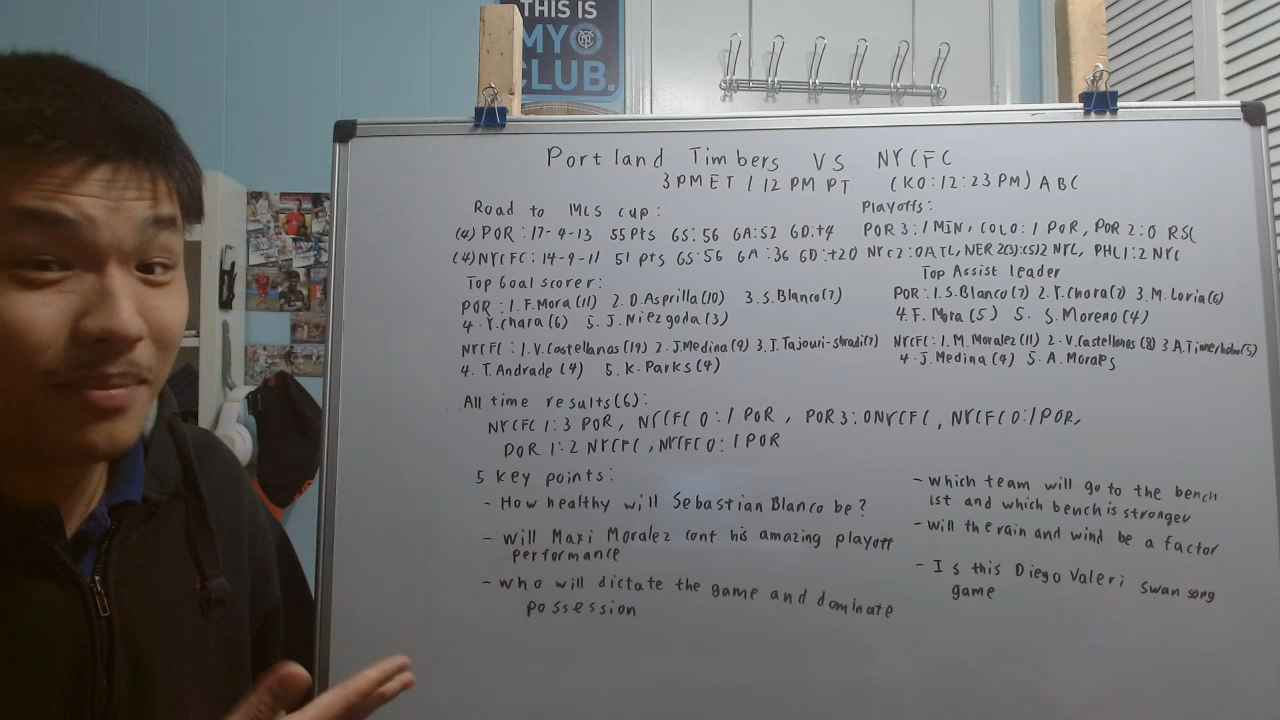 THIS IS
MY
CLUB.
Portland Timbers VS NYCFC
3 PM ET / 12 PM PT (KO:12:23 PM) ABC
Road to MLS cup:
(4) POR : 17-4-13 55 Pts GS: 56 GA: 52 GD: +4
(4) NYCFC: 14-9-11 51 pts GS: 56 GA: 36 GD: +20
Playoffs:
POR 3:1 MIN, COLO:1 POR, POR 2:0 RSL
NYC 2:0 ATL, NER 2(3):(5)2 NYC, PHL 1:2 NYC
Top Goal scorer:
POR: 1. F. Mora (11) 2. D. Asprilla (10) 3. S. Blanco (7)
4. Y. Chara (6) 5. J. Niezgoda (3)
NYCFC: 1. V. Castellanas (19) 2. J. Medina (9) 3. I. Tajouri-shradi (7)
4. T. Andrade (4) 5. K. Parks (4)
Top Assist leader
POR: 1. S. Blanco (7) 2. Y. Chara (7) 3. M. Loria (6)
4. F. Mora (5) 5. S. Moreno (4)
NYCFC: 1. M. Moralez (11) 2. V. Castellanos (8) 3 A. (5)
4. J. Medina (4) 5. A. Morales
All time results (6):
NYCFC 1:3 POR, NYCFC 0:1 POR, POR 3:0 NYCFC, NYCFC 0:1 POR,
POR 1:2 NYCFC, NYCFC 0:1 POR
5 key points:
- How healthy will Sebastian Blanco be?
- will Maxi Moralez cont his amazing playoff
performance
- who will dictate the game and dominate
possession
- which team will go to the bench
1st and which bench is stronger
- will the rain and wind be a factor
- Is this Diego Valeri swan song
game